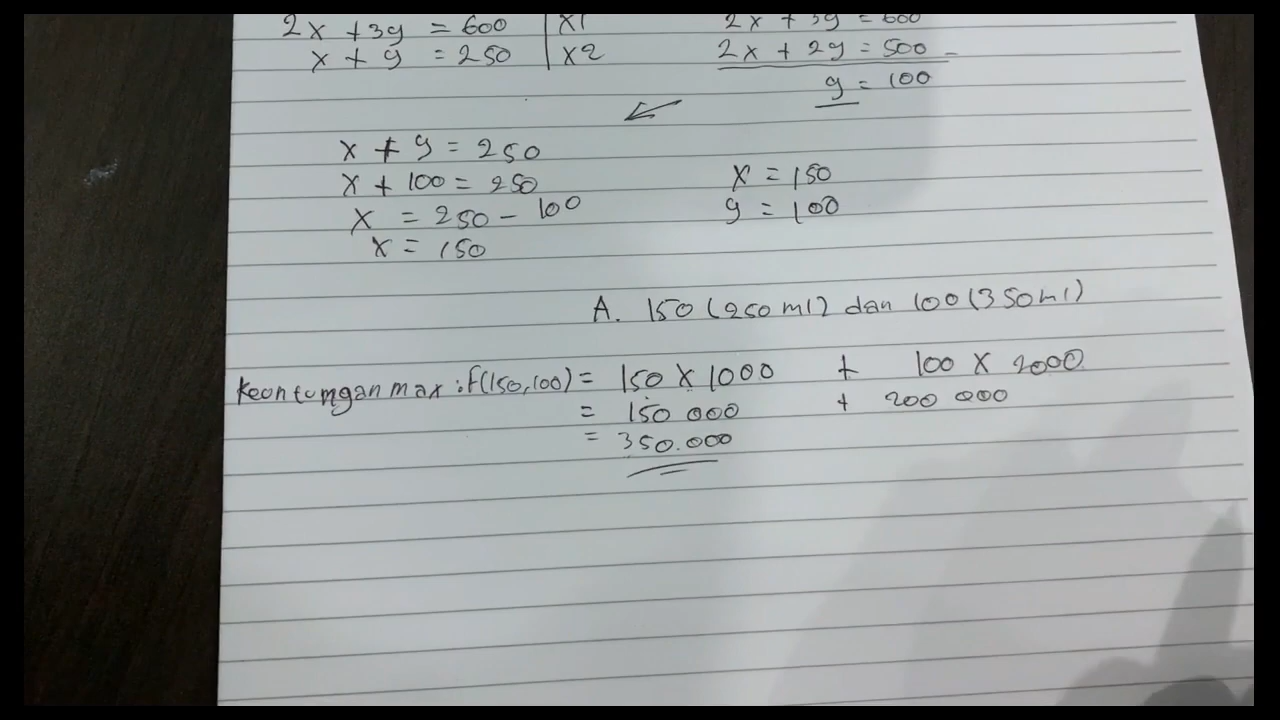 2x + 3y = 600 | x1 2x + 3y = 600
x + y = 250 | x2 2x + 2y = 500 -
y = 100
x + y = 250
x + 100 = 250 x = 150
x = 250 - 100 y = 100
x = 150
A. 150 (250 ml) dan 100 (350 ml)
Keontungan max : f(150,100) = 150 x 1000 + 100 x 2000
= 150 000 + 200 000
= 350.000